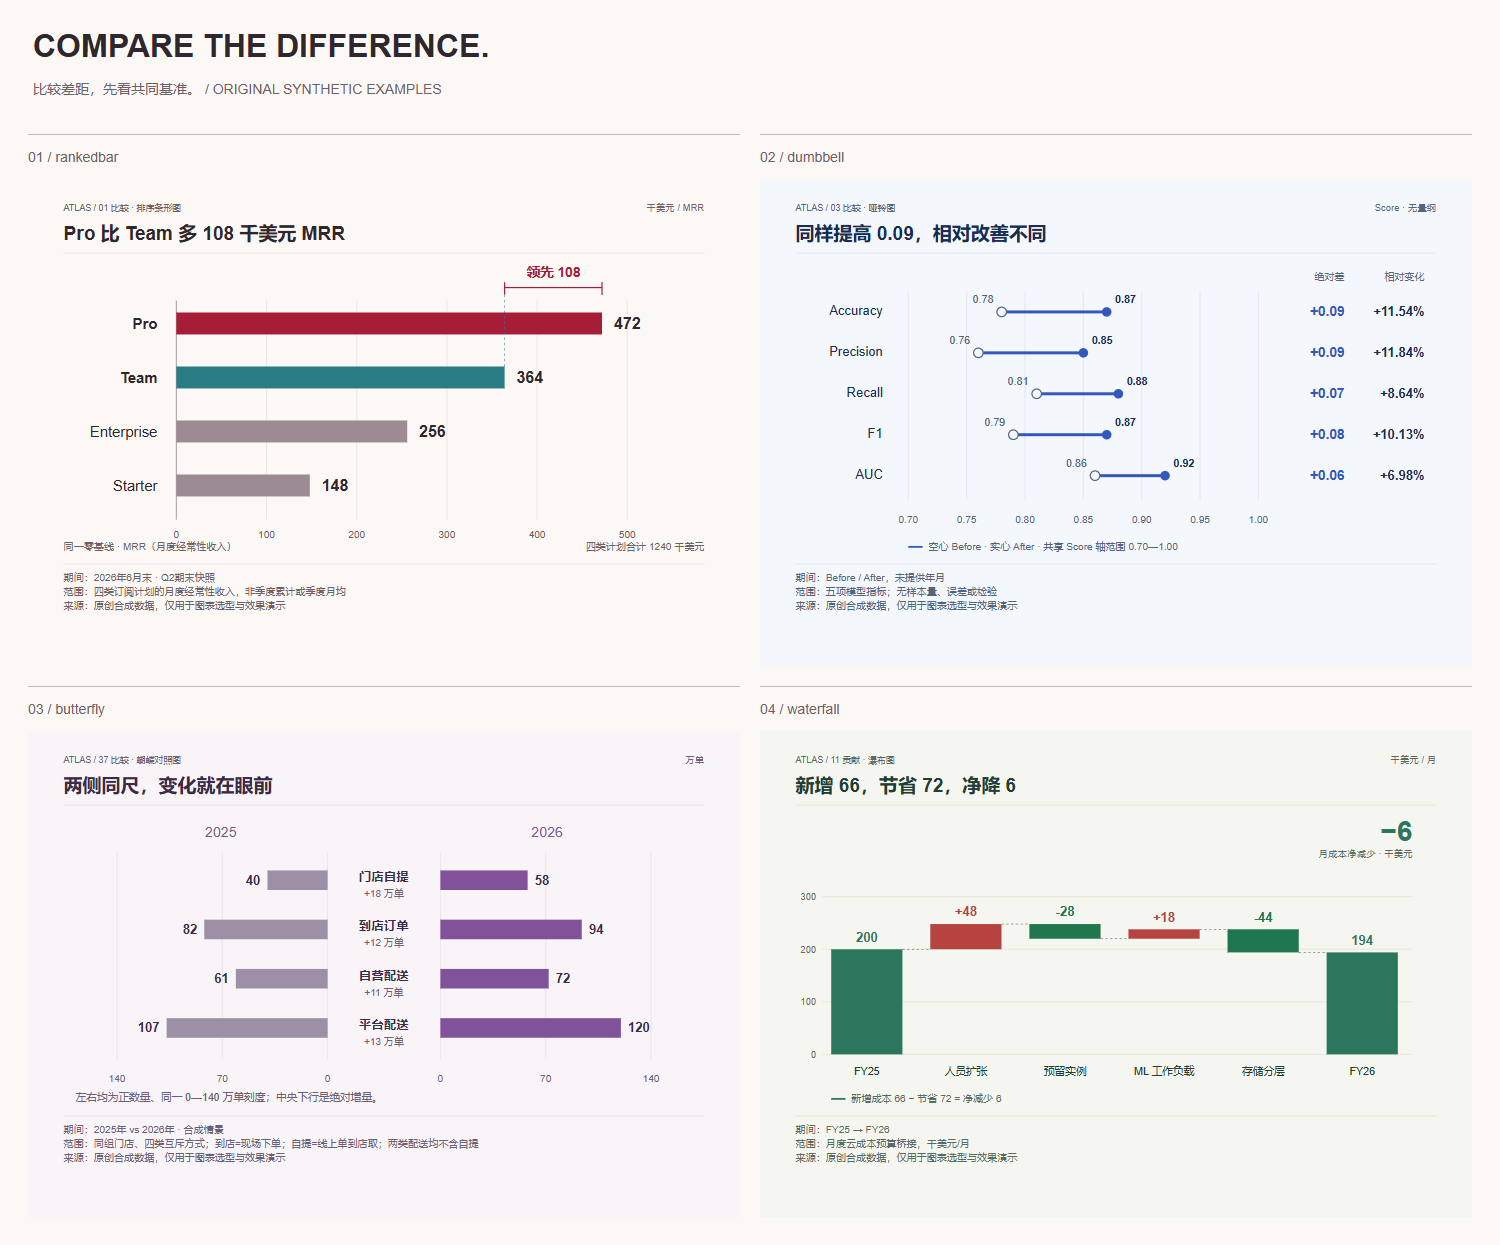 COMPARE THE DIFFERENCE.
比较差距，先看共同基准。 / ORIGINAL SYNTHETIC EXAMPLES
01 / rankedbar
ATLAS / 01 比较 · 排序条形图
千美元 / MRR
Pro 比 Team 多 108 千美元 MRR
领先 108
Pro 472
Team 364
Enterprise 256
Starter 148
0 100 200 300 400 500
同一零基线 · MRR（月度经常性收入）
四类计划合计 1240 千美元
期间：2026年6月末 · Q2期末快照
范围：四类订阅计划的月度经常性收入，非季度累计或季度月均
来源：原创合成数据，仅用于图表选型与效果演示
02 / dumbbell
ATLAS / 03 比较 · 哑铃图
Score · 无量纲
同样提高 0.09，相对改善不同
绝对差 相对变化
Accuracy 0.78 0.87 +0.09 +11.54%
Precision 0.76 0.85 +0.09 +11.84%
Recall 0.81 0.88 +0.07 +8.64%
F1 0.79 0.87 +0.08 +10.13%
AUC 0.86 0.92 +0.06 +6.98%
0.70 0.75 0.80 0.85 0.90 0.95 1.00
空心 Before · 实心 After · 共享 Score 轴范围 0.70—1.00
期间：Before / After，未提供年月
范围：五项模型指标；无样本量、误差或检验
来源：原创合成数据，仅用于图表选型与效果演示
03 / butterfly
ATLAS / 37 比较 · 蝴蝶对照图
万单
两侧同尺，变化就在眼前
2025 2026
40 门店自提 58
+18 万单
82 到店订单 94
+12 万单
61 自营配送 72
+11 万单
107 平台配送 120
+13 万单
140 70 0 0 70 140
左右均为正数量、同一 0—140 万单刻度；中央下行是绝对增量。
期间：2025年 vs 2026年 · 合成情景
范围：同组门店、四类互斥方式；到店=现场下单；自提=线上单到店取；两类配送均不含自提
来源：原创合成数据，仅用于图表选型与效果演示
04 / waterfall
ATLAS / 11 贡献 · 瀑布图
千美元 / 月
新增 66，节省 72，净降 6
−6
月成本净减少 · 千美元
300
200
100
0
200 +48 -28 +18 -44 194
FY25 人员扩张 预留实例 ML 工作负载 存储分层 FY26
新增成本 66 − 节省 72 = 净减少 6
期间：FY25 → FY26
范围：月度云成本预算桥接，千美元/月
来源：原创合成数据，仅用于图表选型与效果演示